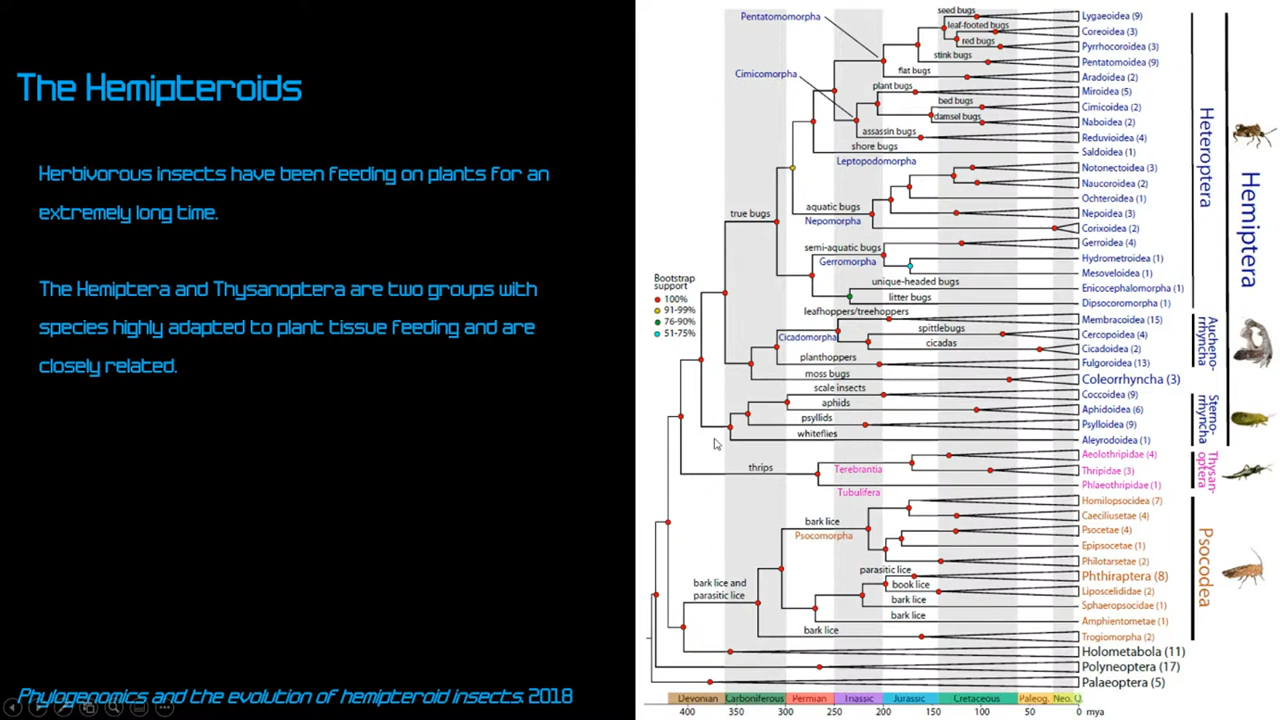 The Hemipteroids
Herbivorous insects have been feeding on plants for an
extremely long time.
The Hemiptera and Thysanoptera are two groups with
species highly adapted to plant tissue feeding and are
closely related.
Phylogenomics and the evolution of hemipteroid insects 2018
Pentatomomorpha
seed bugs
Lygaeoidea (9)
leaf-footed bugs
Coreoidea (3)
red bugs
Pyrrhocoroidea (3)
stink bugs
Pentatomoidea (9)
flat bugs
Aradoidea (2)
Cimicomorpha
plant bugs
Miroidea (5)
bed bugs
Cimicoidea (2)
damsel bugs
Naboidea (2)
assassin bugs
Reduvioidea (4)
shore bugs
Saldoidea (1)
Leptopodomorpha
Notonectoidea (3)
Naucoroidea (2)
Ochteroidea (1)
aquatic bugs
Nepoidea (3)
true bugs
Nepomorpha
Corixoidea (2)
semi-aquatic bugs
Gerroidea (4)
Gerromorpha
Hydrometroidea (1)
Mesoveloidea (1)
unique-headed bugs
Enicocephalomorpha (1)
litter bugs
Dipsocoromorpha (1)
Bootstrap
support
100%
91-99%
76-90%
51-75%
leafhoppers/treehoppers
Membracoidea (15)
spittlebugs
Cercopoidea (4)
Cicadomorpha
cicadas
Cicadoidea (2)
planthoppers
Fulgoroidea (13)
moss bugs
Coleorrhyncha (3)
scale insects
Coccoidea (9)
aphids
Aphidoidea (6)
psyllids
Psylloidea (9)
whiteflies
Aleyrodoidea (1)
Aeolothripidae (4)
thrips
Terebrantia
Thripidae (3)
Phlaeothripidae (1)
Tubulifera
Homilopsocidea (7)
Caeciliusetae (4)
bark lice
Psocomorpha
Psocetae (4)
Epipsocetae (1)
Philotarsetae (2)
parasitic lice
Phthiraptera (8)
bark lice and
parasitic lice
book lice
Liposcelididae (2)
bark lice
Sphaeropsocidae (1)
bark lice
Amphientometae (1)
bark lice
Trogiomorpha (2)
Holometabola (11)
Polyneoptera (17)
Palaeoptera (5)
Heteroptera
Hemiptera
Aucheno-
rrhyncha
Sterno-
rrhyncha
Thysan-
optera
Psocodea
Devonian Carboniferous Permian Triassic Jurassic Cretaceous Paleog. Neo. Q.
400 350 300 250 200 150 100 50 0 mya